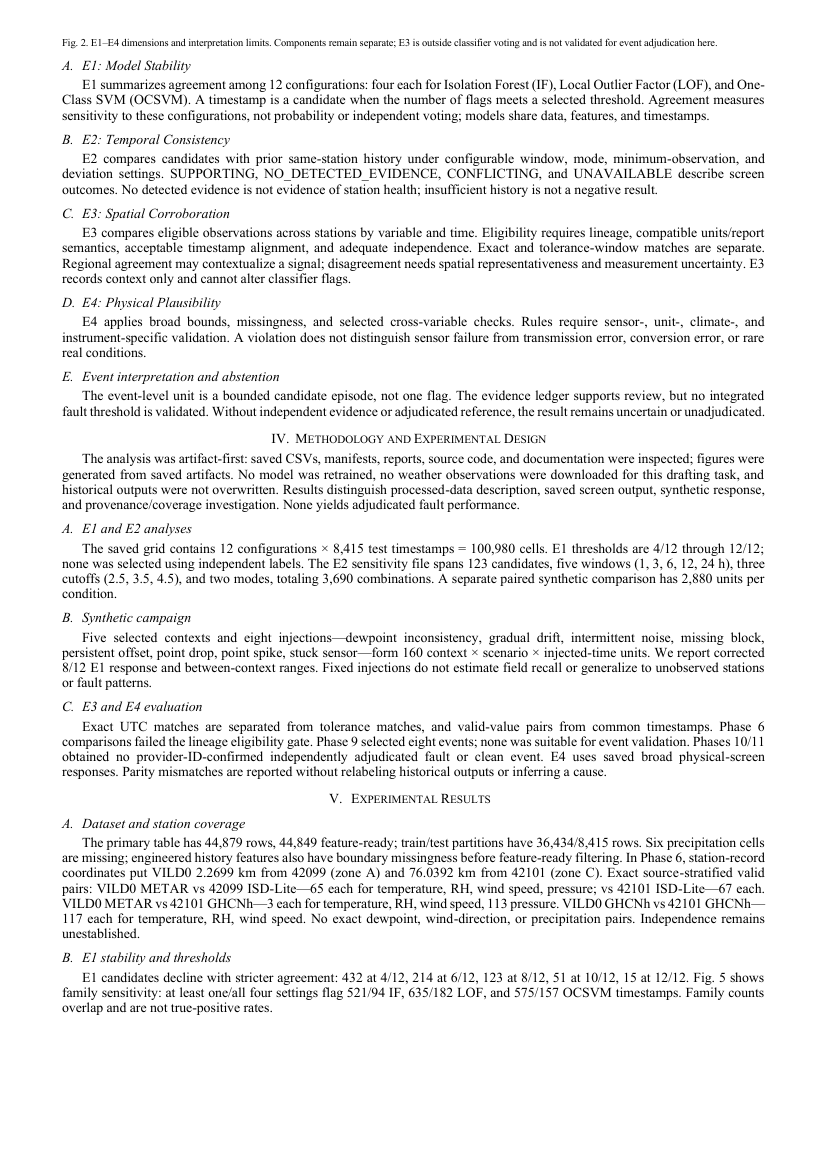 Fig. 2. E1–E4 dimensions and interpretation limits. Components remain separate; E3 is outside classifier voting and is not validated for event adjudication here.
A. E1: Model Stability
E1 summarizes agreement among 12 configurations: four each for Isolation Forest (IF), Local Outlier Factor (LOF), and One-
Class SVM (OCSVM). A timestamp is a candidate when the number of flags meets a selected threshold. Agreement measures
sensitivity to these configurations, not probability or independent voting; models share data, features, and timestamps.
B. E2: Temporal Consistency
E2 compares candidates with prior same-station history under configurable window, mode, minimum-observation, and
deviation settings. SUPPORTING, NO_DETECTED_EVIDENCE, CONFLICTING, and UNAVAILABLE describe screen
outcomes. No detected evidence is not evidence of station health; insufficient history is not a negative result.
C. E3: Spatial Corroboration
E3 compares eligible observations across stations by variable and time. Eligibility requires lineage, compatible units/report
semantics, acceptable timestamp alignment, and adequate independence. Exact and tolerance-window matches are separate.
Regional agreement may contextualize a signal; disagreement needs spatial representativeness and measurement uncertainty. E3
records context only and cannot alter classifier flags.
D. E4: Physical Plausibility
E4 applies broad bounds, missingness, and selected cross-variable checks. Rules require sensor-, unit-, climate-, and
instrument-specific validation. A violation does not distinguish sensor failure from transmission error, conversion error, or rare
real conditions.
E. Event interpretation and abstention
The event-level unit is a bounded candidate episode, not one flag. The evidence ledger supports review, but no integrated
fault threshold is validated. Without independent evidence or adjudicated reference, the result remains uncertain or unadjudicated.
IV. METHODOLOGY AND EXPERIMENTAL DESIGN
The analysis was artifact-first: saved CSVs, manifests, reports, source code, and documentation were inspected; figures were
generated from saved artifacts. No model was retrained, no weather observations were downloaded for this drafting task, and
historical outputs were not overwritten. Results distinguish processed-data description, saved screen output, synthetic response,
and provenance/coverage investigation. None yields adjudicated fault performance.
A. E1 and E2 analyses
The saved grid contains 12 configurations × 8,415 test timestamps = 100,980 cells. E1 thresholds are 4/12 through 12/12;
none was selected using independent labels. The E2 sensitivity file spans 123 candidates, five windows (1, 3, 6, 12, 24 h), three
cutoffs (2.5, 3.5, 4.5), and two modes, totaling 3,690 combinations. A separate paired synthetic comparison has 2,880 units per
condition.
B. Synthetic campaign
Five selected contexts and eight injections—dewpoint inconsistency, gradual drift, intermittent noise, missing block,
persistent offset, point drop, point spike, stuck sensor—form 160 context × scenario × injected-time units. We report corrected
8/12 E1 response and between-context ranges. Fixed injections do not estimate field recall or generalize to unobserved stations
or fault patterns.
C. E3 and E4 evaluation
Exact UTC matches are separated from tolerance matches, and valid-value pairs from common timestamps. Phase 6
comparisons failed the lineage eligibility gate. Phase 9 selected eight events; none was suitable for event validation. Phases 10/11
obtained no provider-ID-confirmed independently adjudicated fault or clean event. E4 uses saved broad physical-screen
responses. Parity mismatches are reported without relabeling historical outputs or inferring a cause.
V. EXPERIMENTAL RESULTS
A. Dataset and station coverage
The primary table has 44,879 rows, 44,849 feature-ready; train/test partitions have 36,434/8,415 rows. Six precipitation cells
are missing; engineered history features also have boundary missingness before feature-ready filtering. In Phase 6, station-record
coordinates put VILD0 2.2699 km from 42099 (zone A) and 76.0392 km from 42101 (zone C). Exact source-stratified valid
pairs: VILD0 METAR vs 42099 ISD-Lite—65 each for temperature, RH, wind speed, pressure; vs 42101 ISD-Lite—67 each.
VILD0 METAR vs 42101 GHCNh—3 each for temperature, RH, wind speed, 113 pressure. VILD0 GHCNh vs 42101 GHCNh—
117 each for temperature, RH, wind speed. No exact dewpoint, wind-direction, or precipitation pairs. Independence remains
unestablished.
B. E1 stability and thresholds
E1 candidates decline with stricter agreement: 432 at 4/12, 214 at 6/12, 123 at 8/12, 51 at 10/12, 15 at 12/12. Fig. 5 shows
family sensitivity: at least one/all four settings flag 521/94 IF, 635/182 LOF, and 575/157 OCSVM timestamps. Family counts
overlap and are not true-positive rates.